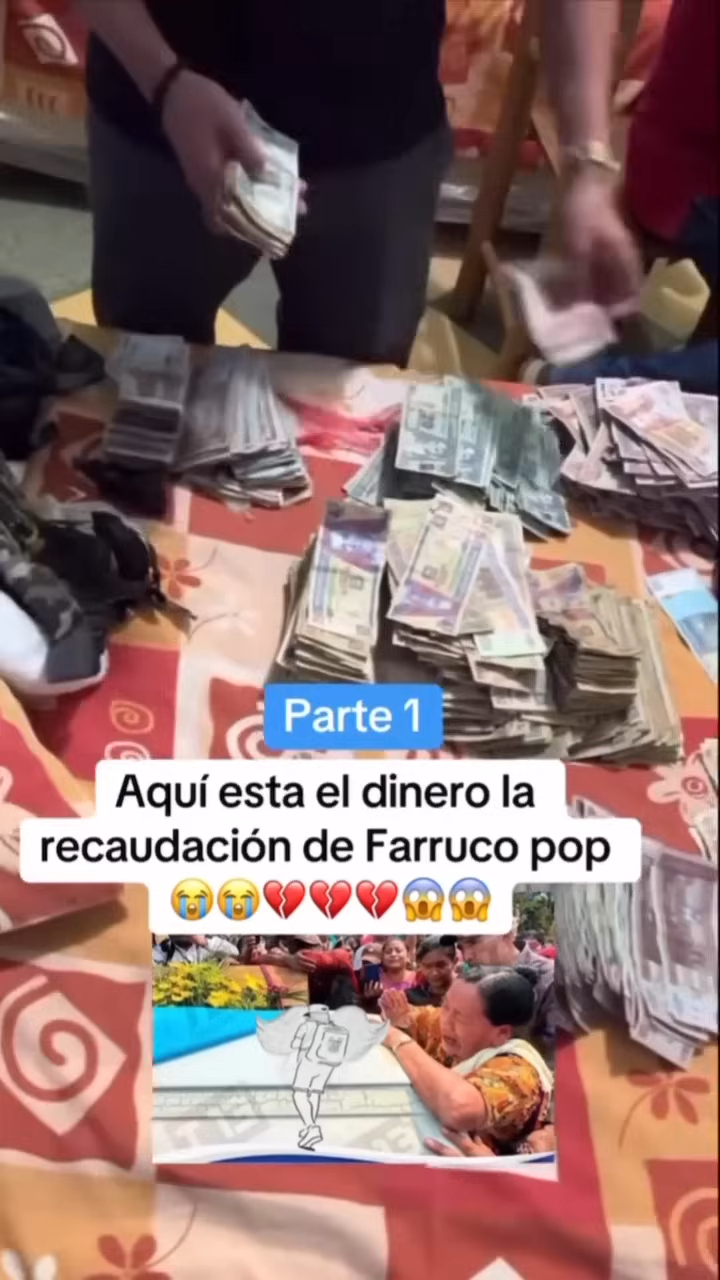 Parte 1
Aquí esta el dinero la
recaudación de Farruco pop
😭😭💔💔💔😱😱